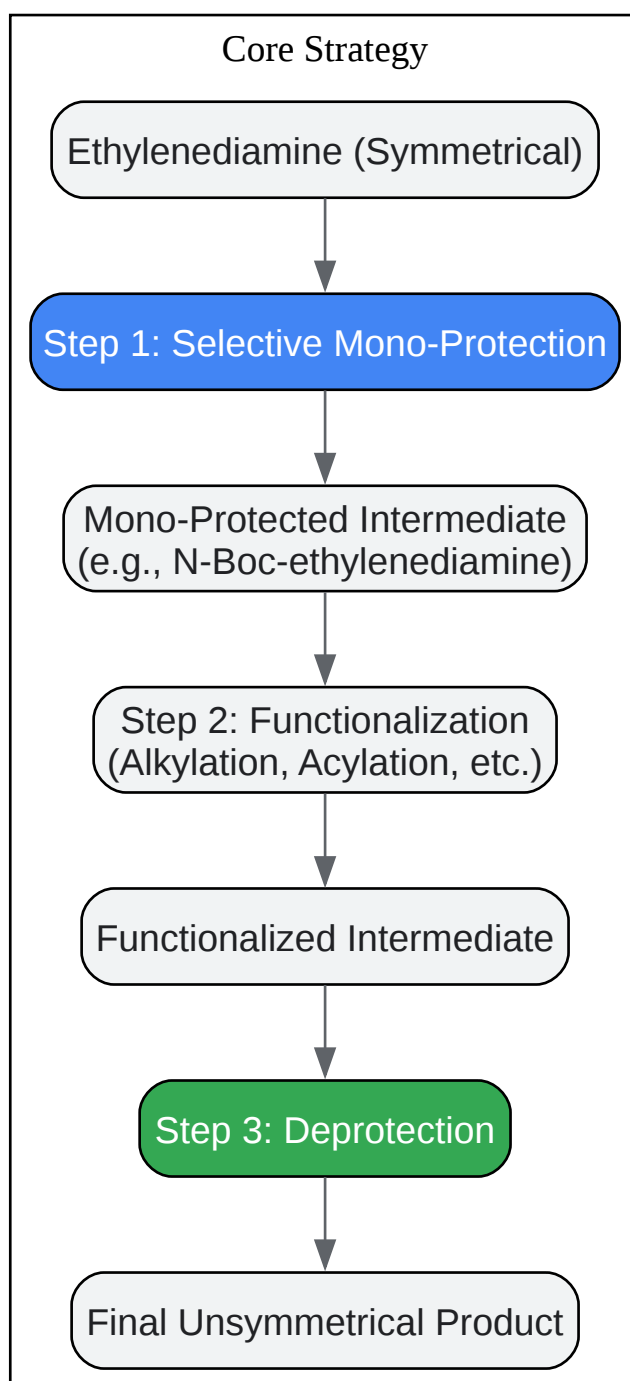 Core Strategy
Ethylenediamine (Symmetrical)
Step 1: Selective Mono-Protection
Mono-Protected Intermediate
(e.g., N-Boc-ethylenediamine)
Step 2: Functionalization
(Alkylation, Acylation, etc.)
Functionalized Intermediate
Step 3: Deprotection
Final Unsymmetrical Product